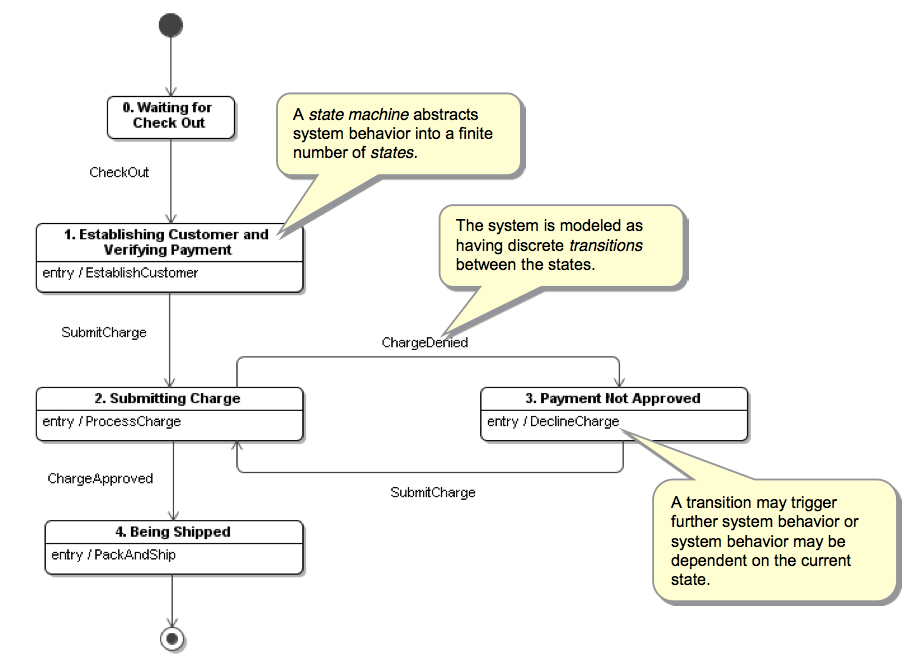 0. Waiting for
Check Out
A state machine abstracts
system behavior into a finite
number of states.
CheckOut
1. Establishing Customer and
Verifying Payment
entry / EstablishCustomer
The system is modeled as
having discrete transitions
between the states.
SubmitCharge
ChargeDenied
2. Submitting Charge
entry / ProcessCharge
3. Payment Not Approved
entry / DeclineCharge
ChargeApproved
SubmitCharge
A transition may trigger
further system behavior or
system behavior may be
dependent on the current
state.
4. Being Shipped
entry / PackAndShip